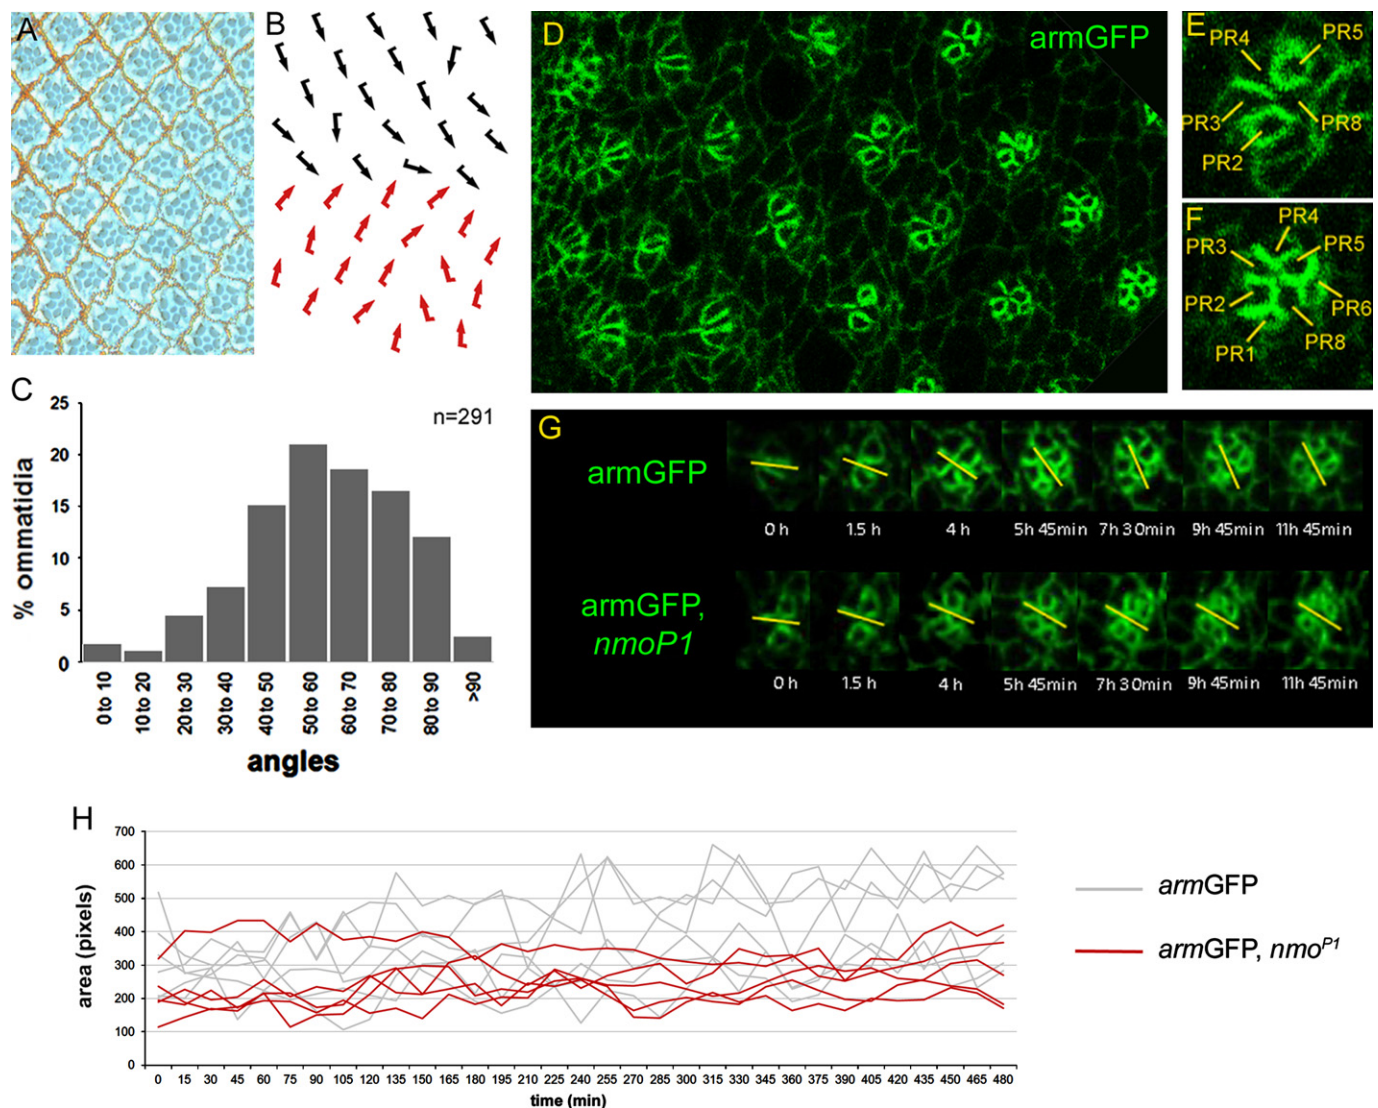 A
B
C
25
20
15
10
5
0
% ommatidia
n=291
0 to 10
10 to 20
20 to 30
30 to 40
40 to 50
50 to 60
60 to 70
70 to 80
80 to 90
>90
angles
D
armGFP
E
PR4
PR5
PR3
PR8
PR2
F
PR4
PR3
PR5
PR2
PR6
PR1
PR8
G
armGFP
0 h
1.5 h
4 h
5h 45min
7h 30min
9h 45min
11h 45min
armGFP,
nmoP1
0 h
1.5 h
4 h
5h 45min
7h 30min
9h 45min
11h 45min
H
700
600
500
400
300
200
100
0
area (pixels)
0 15 30 45 60 75 90 105 120 135 150 165 180 195 210 225 240 255 270 285 300 315 330 345 360 375 390 405 420 435 450 465 480
time (min)
armGFP
armGFP, nmoP1